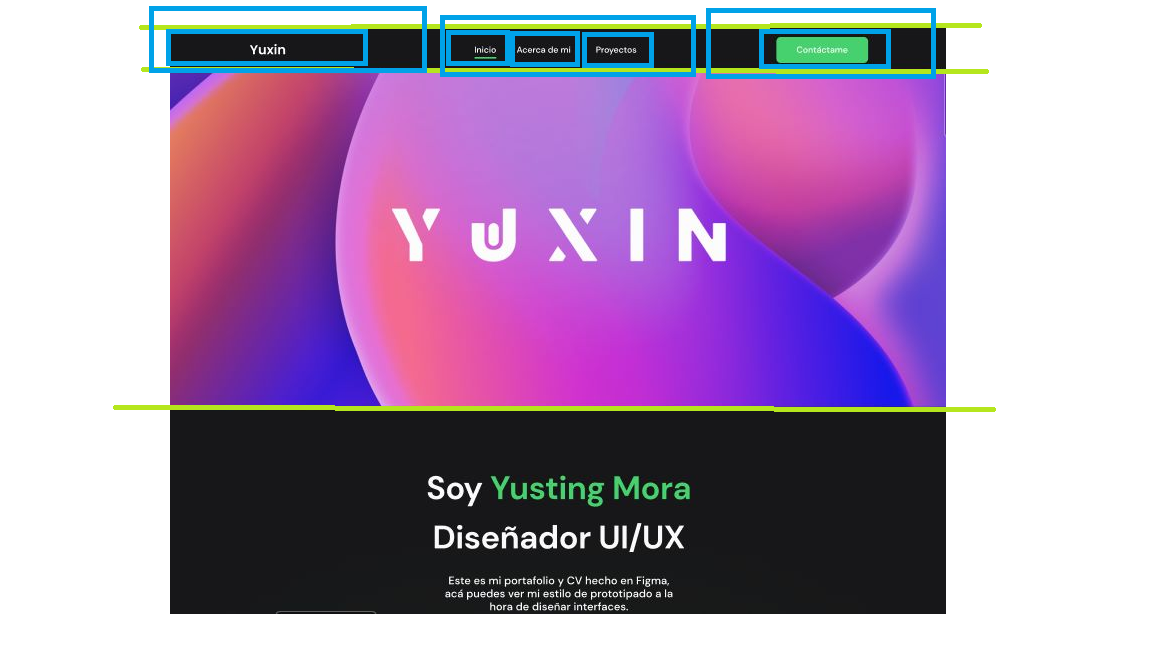 Yuxin
Inicio
Acerca de mi
Proyectos
Contáctame
YUXIN
Soy Yusting Mora
Diseñador UI/UX
Este es mi portafolio y CV hecho en Figma,
acá puedes ver mi estilo de prototipado a la
hora de diseñar interfaces.